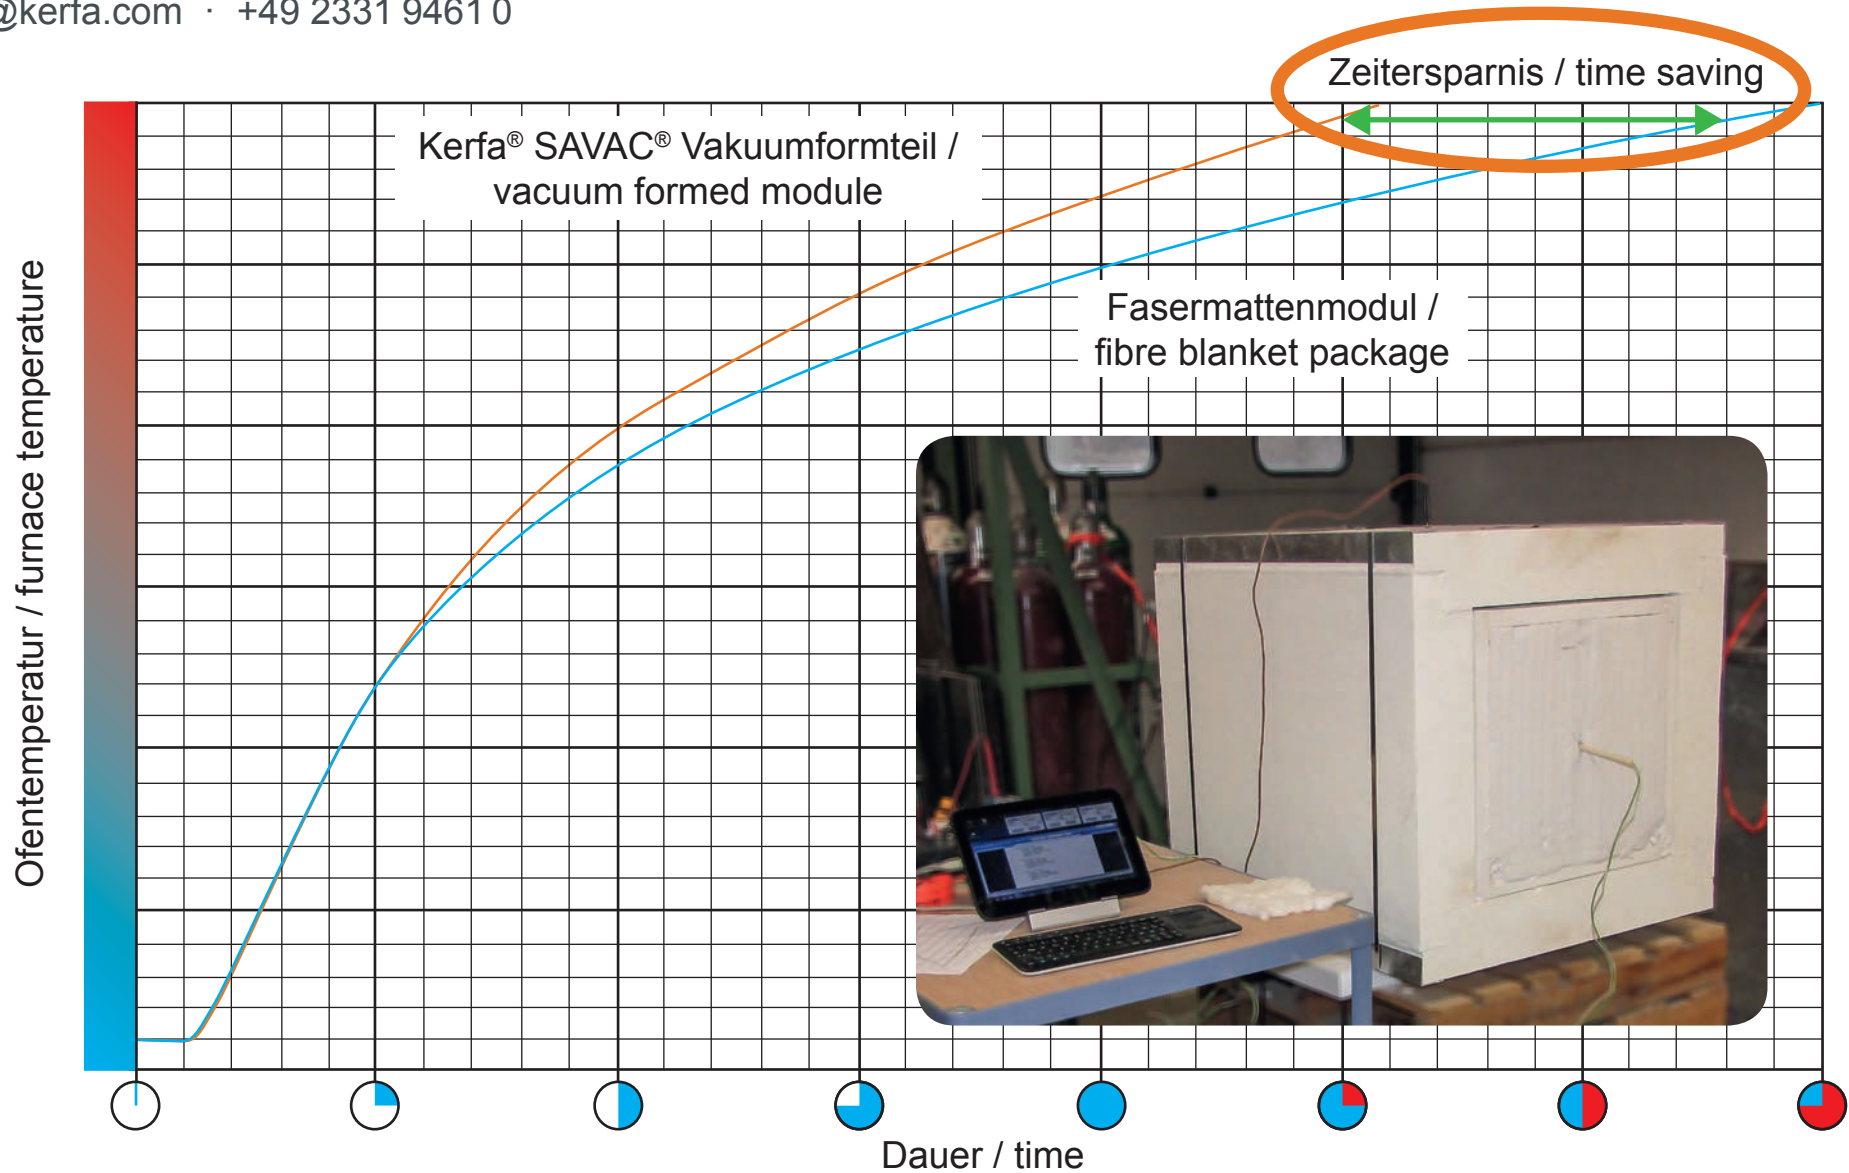 @kerfa.com · +49 2331 9461 0
Zeitersparnis / time saving
Kerfa® SAVAC® Vakuumformteil /
vacuum formed module
Fasermattenmodul /
fibre blanket package
Ofentemperatur / furnace temperature
Dauer / time